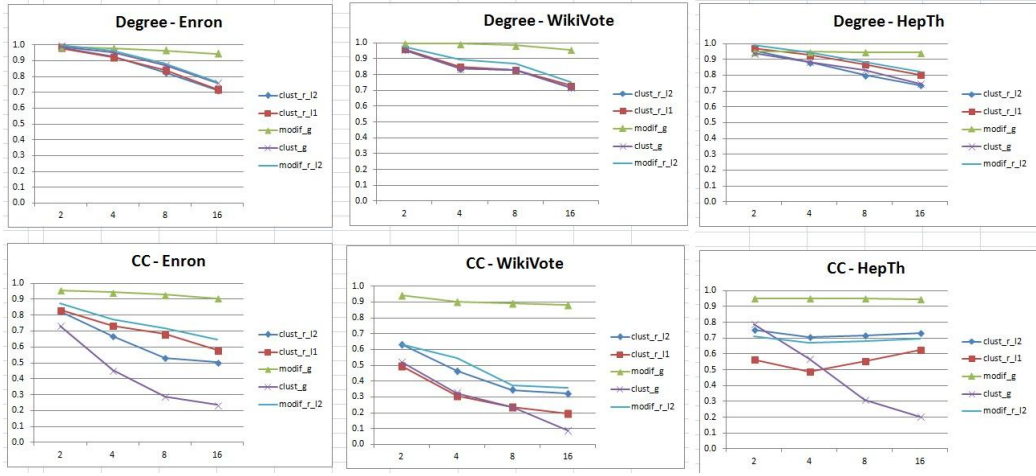 Degree - Enron
1.0
0.9
0.8
0.7
0.6
0.5
0.4
0.3
0.2
0.1
0.0
2 4 8 16
clust_r_l2
clust_r_l1
modif_g
clust_g
modif_r_l2
Degree - WikiVote
1.0
0.9
0.8
0.7
0.6
0.5
0.4
0.3
0.2
0.1
0.0
2 4 8 16
clust_r_l2
clust_r_l1
modif_g
clust_g
modif_r_l2
Degree - HepTh
1.0
0.9
0.8
0.7
0.6
0.5
0.4
0.3
0.2
0.1
0.0
2 4 8 16
clust_r_l2
clust_r_l1
modif_g
clust_g
modif_r_l2
CC - Enron
1.0
0.9
0.8
0.7
0.6
0.5
0.4
0.3
0.2
0.1
0.0
2 4 8 16
clust_r_l2
clust_r_l1
modif_g
clust_g
modif_r_l2
CC - WikiVote
1.0
0.9
0.8
0.7
0.6
0.5
0.4
0.3
0.2
0.1
0.0
2 4 8 16
clust_r_l2
clust_r_l1
modif_g
clust_g
modif_r_l2
CC - HepTh
1.0
0.9
0.8
0.7
0.6
0.5
0.4
0.3
0.2
0.1
0.0
2 4 8 16
clust_r_l2
clust_r_l1
modif_g
clust_g
modif_r_l2